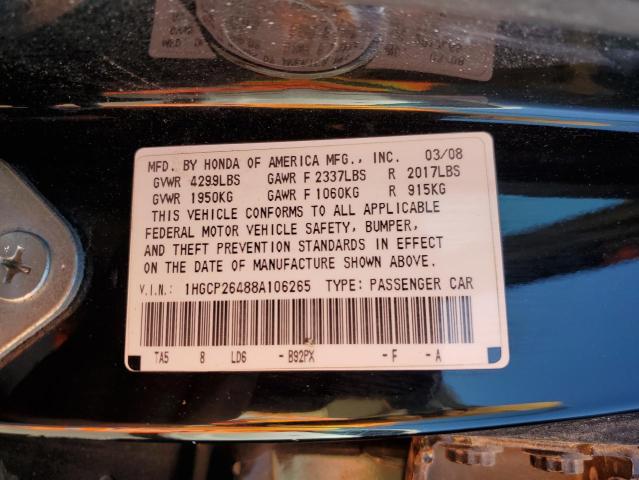 MFD. BY HONDA OF AMERICA MFG., INC. 03/08
GVWR 4299LBS GAWR F 2337LBS R 2017LBS
GVWR 1950KG GAWR F 1060KG R 915KG
THIS VEHICLE CONFORMS TO ALL APPLICABLE
FEDERAL MOTOR VEHICLE SAFETY, BUMPER,
AND THEFT PREVENTION STANDARDS IN EFFECT
ON THE DATE OF MANUFACTURE SHOWN ABOVE.
V.I.N.: 1HGCP26488A106265 TYPE: PASSENGER CAR
TA5 8 LD6 - B92PX - F - A